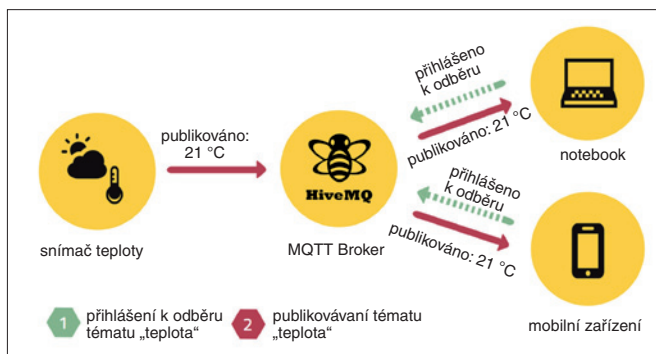 publikováno:
21 °C
snímač teploty
HiveMQ
MQTT Broker
přihlášeno
k odběru
publikováno: 21 °C
notebook
přihlášeno
k odběru
publikováno: 21 °C
mobilní zařízení
1 přihlášení k odběru
tématu „teplota“
2 publikovávaní tématu
„teplota“